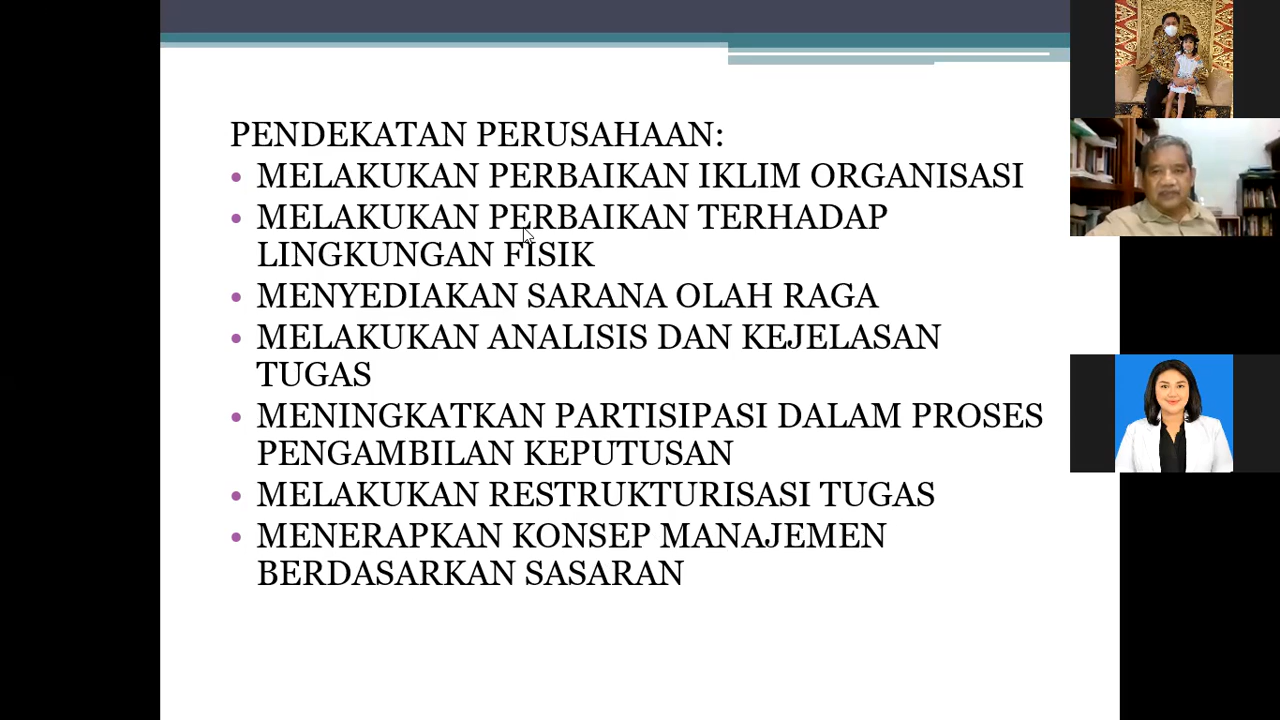 PENDEKATAN PERUSAHAAN:
• MELAKUKAN PERBAIKAN IKLIM ORGANISASI
• MELAKUKAN PERBAIKAN TERHADAP
LINGKUNGAN FISIK
• MENYEDIAKAN SARANA OLAH RAGA
• MELAKUKAN ANALISIS DAN KEJELASAN
TUGAS
• MENINGKATKAN PARTISIPASI DALAM PROSES
PENGAMBILAN KEPUTUSAN
• MELAKUKAN RESTRUKTURISASI TUGAS
• MENERAPKAN KONSEP MANAJEMEN
BERDASARKAN SASARAN